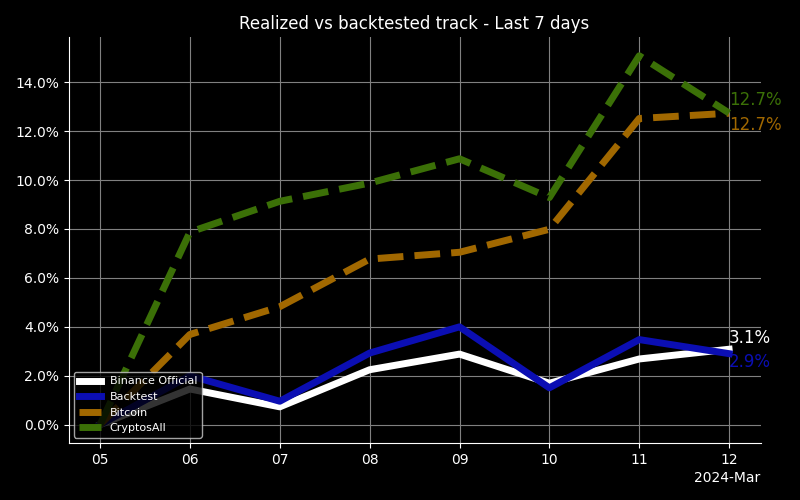 Realized vs backtested track - Last 7 days
14.0%
12.0%
10.0%
8.0%
6.0%
4.0%
2.0%
0.0%
12.7%
12.7%
3.1%
2.9%
Binance Official
Backtest
Bitcoin
CryptosAll
05 06 07 08 09 10 11 12
2024-Mar